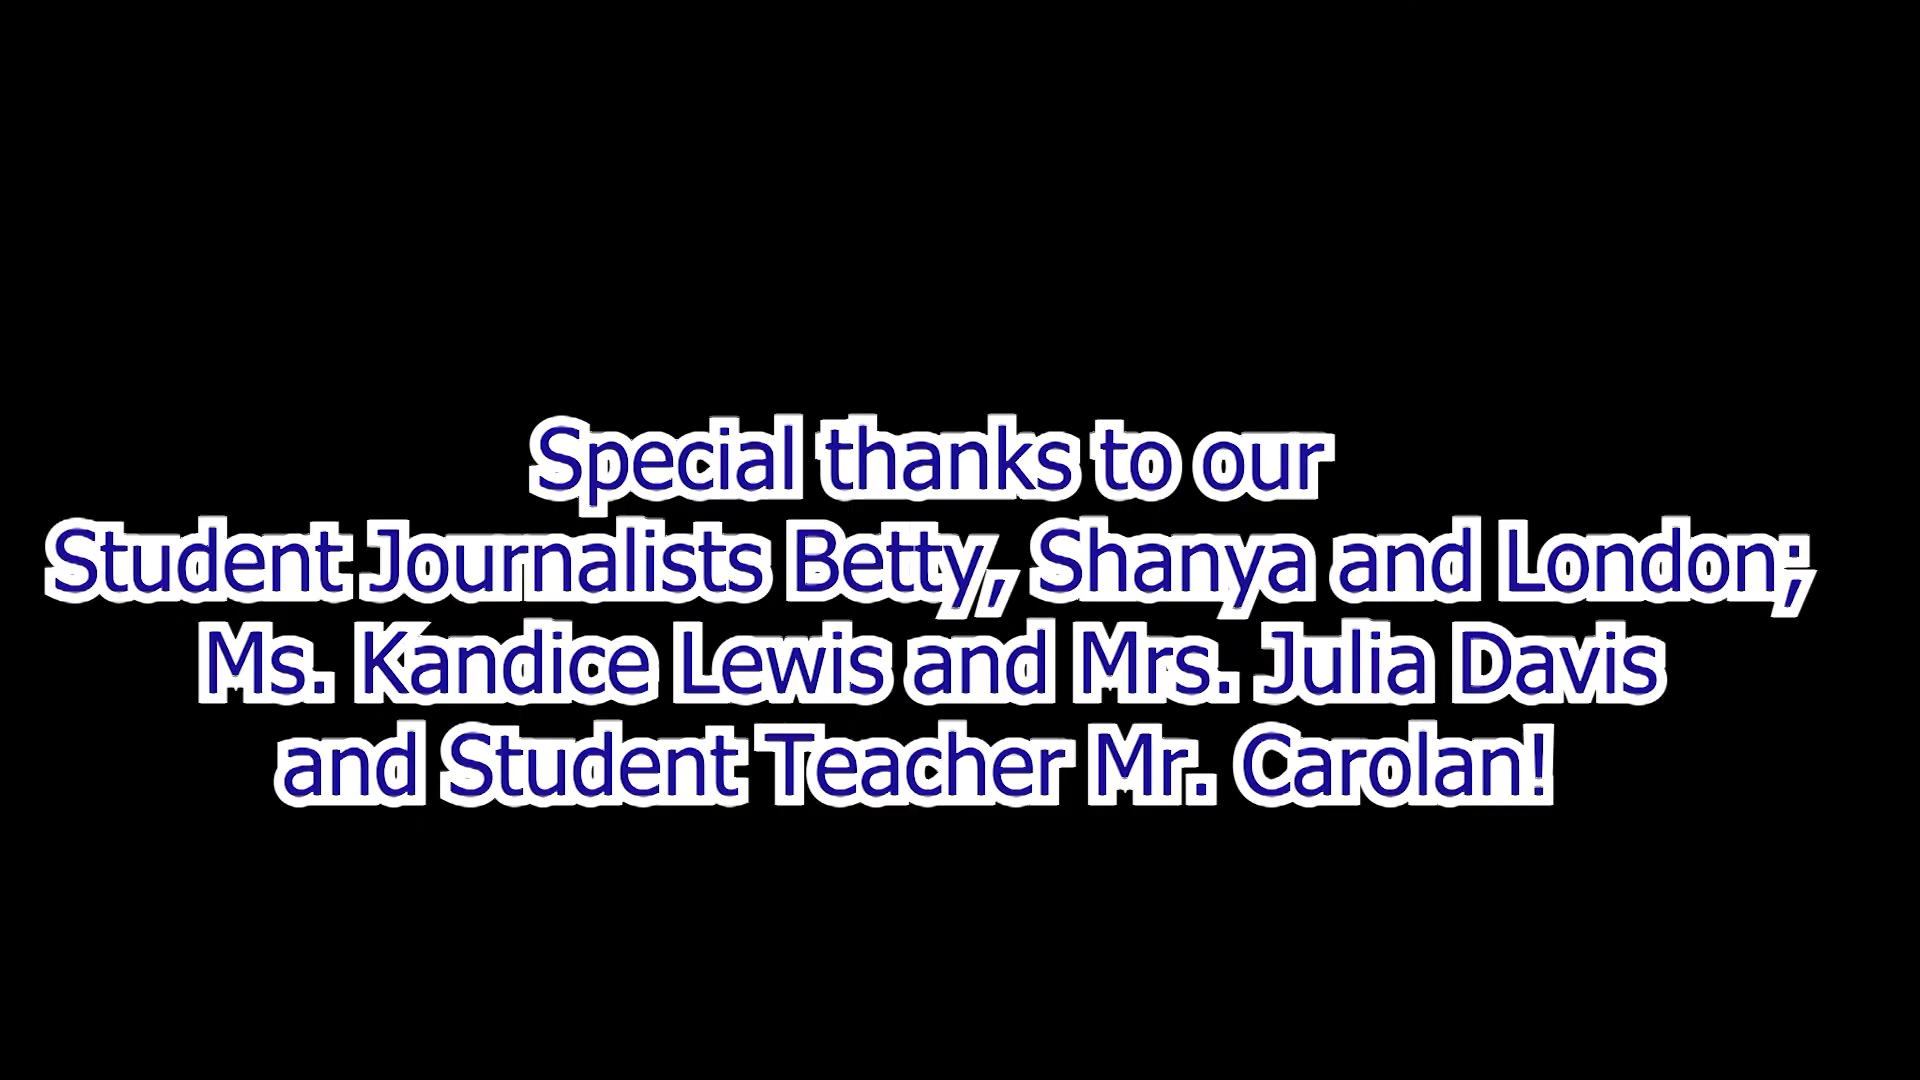 Special thanks to our
Student Journalists Betty, Shanya and London;
Ms. Kandice Lewis and Mrs. Julia Davis
and Student Teacher Mr. Carolan!